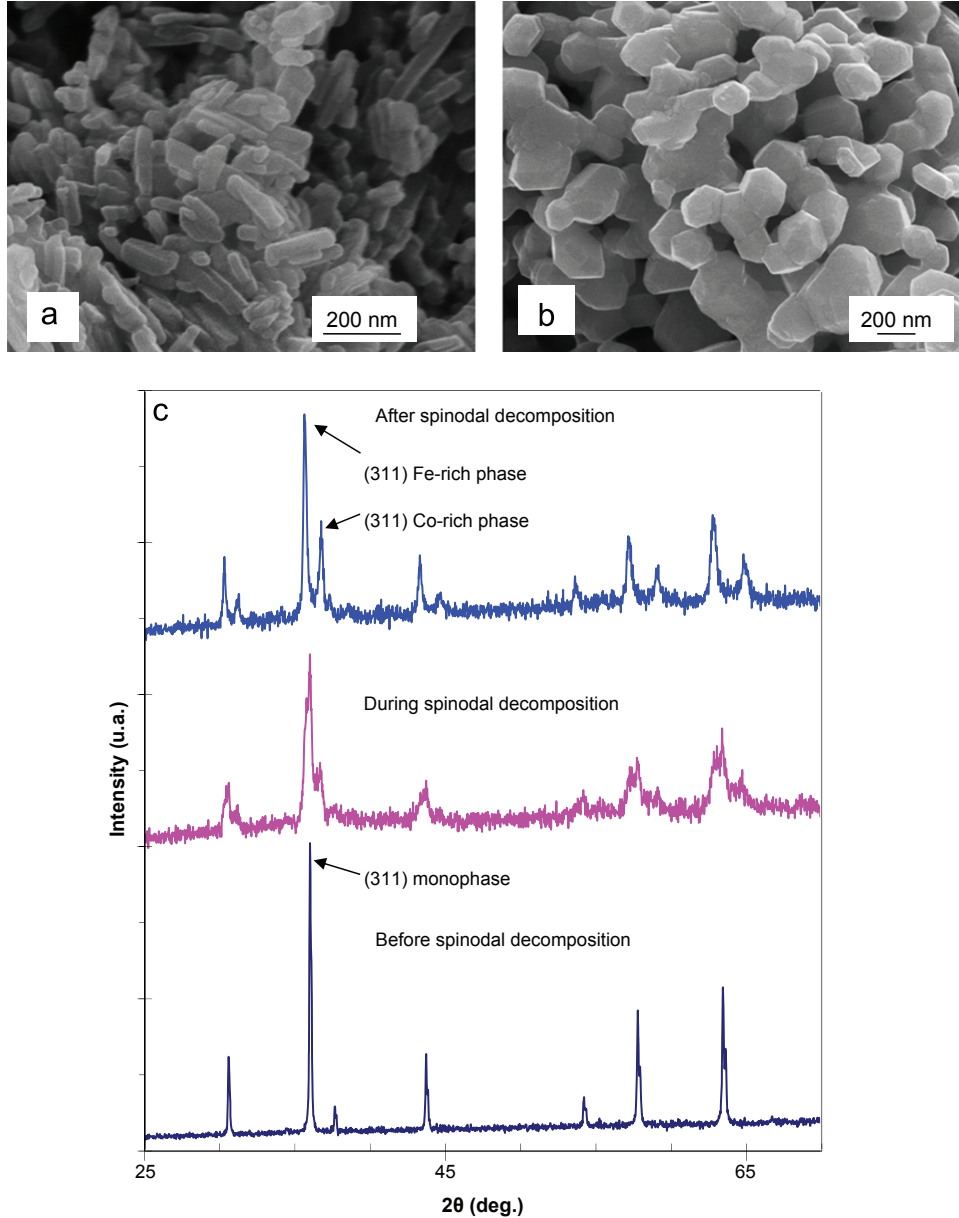 a
200 nm
b
200 nm
c
After spinodal decomposition
(311) Fe-rich phase
(311) Co-rich phase
During spinodal decomposition
Intensity (u.a.)
(311) monophase
Before spinodal decomposition
25
45
65
2θ (deg.)